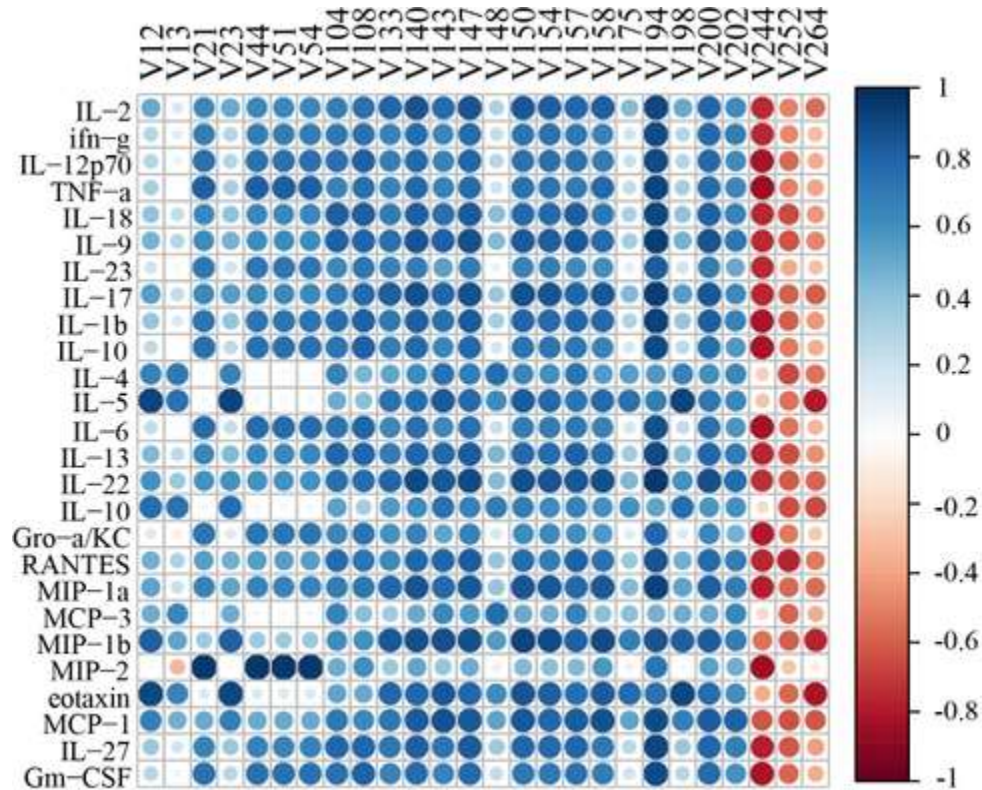 V12 V13 V21 V23 V44 V51 V54 V104 V108 V133 V140 V143 V147 V148 V150 V154 V157 V158 V175 V194 V198 V200 V202 V244 V252 V264
IL-2
ifn-g
IL-12p70
TNF-a
IL-18
IL-9
IL-23
IL-17
IL-1b
IL-10
IL-4
IL-5
IL-6
IL-13
IL-22
IL-10
Gro-a/KC
RANTES
MIP-1a
MCP-3
MIP-1b
MIP-2
eotaxin
MCP-1
IL-27
Gm-CSF
1
0.8
0.6
0.4
0.2
0
-0.2
-0.4
-0.6
-0.8
-1